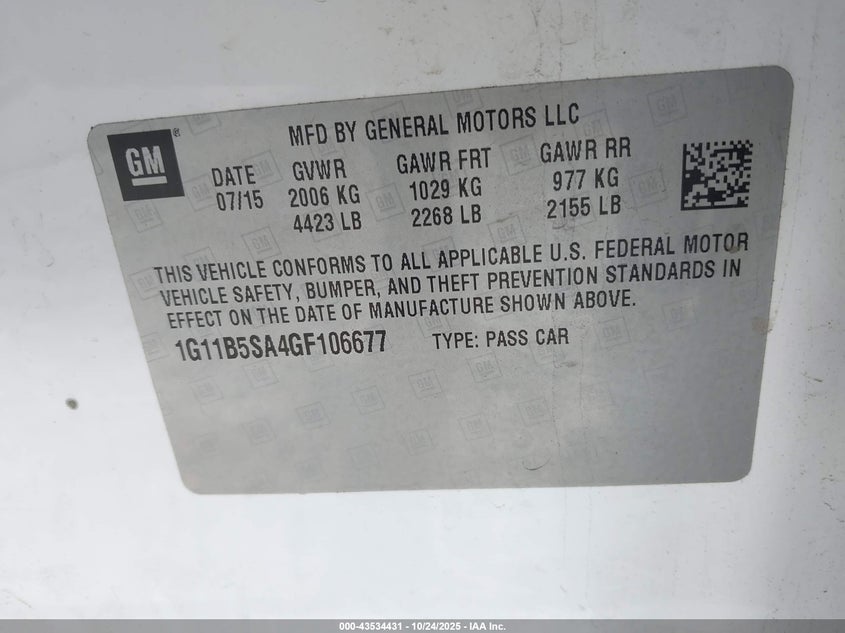 MFD BY GENERAL MOTORS LLC
GM
DATE GVWR GAWR FRT GAWR RR
07/15 2006 KG 1029 KG 977 KG
4423 LB 2268 LB 2155 LB
THIS VEHICLE CONFORMS TO ALL APPLICABLE U.S. FEDERAL MOTOR
VEHICLE SAFETY, BUMPER, AND THEFT PREVENTION STANDARDS IN
EFFECT ON THE DATE OF MANUFACTURE SHOWN ABOVE.
1G11B5SA4GF106677 TYPE: PASS CAR
000-43534431 - 10/24/2025 - IAA Inc.